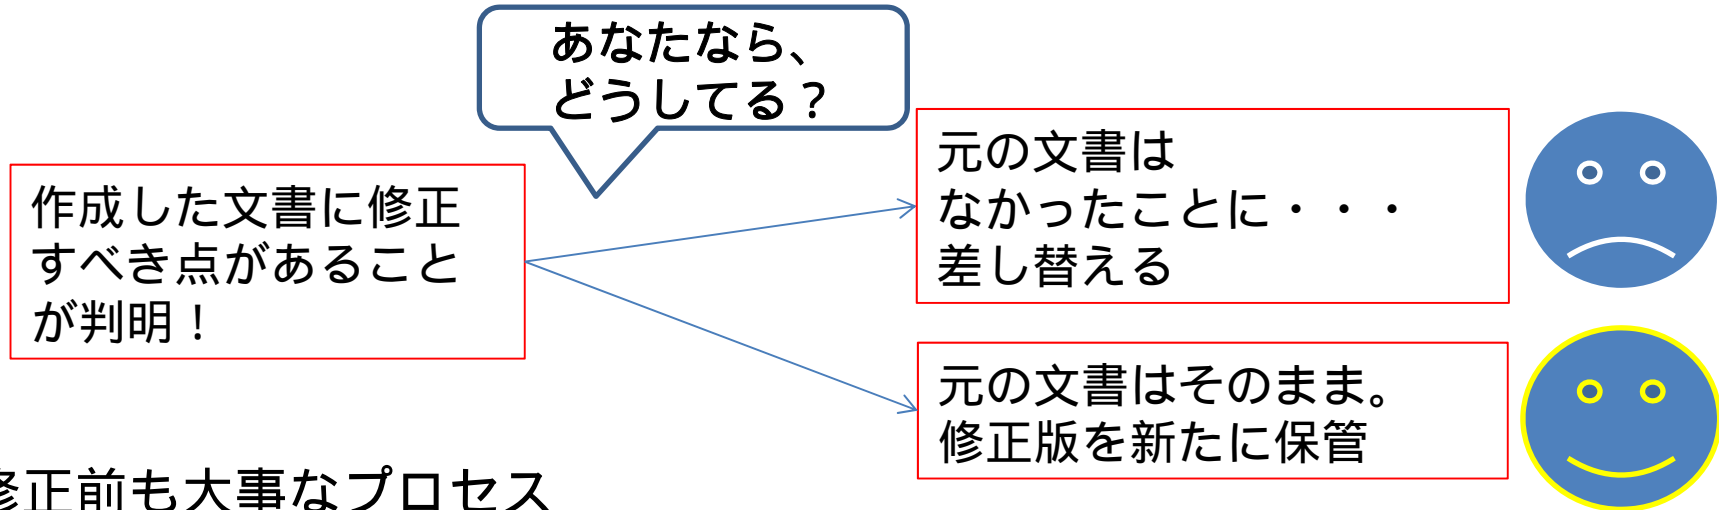 あなたなら、
どうしてる？
作成した文書に修正
すべき点があること
が判明！
元の文書は
なかったことに・・・
差し替える
元の文書はそのまま。
修正版を新たに保管
修正前も大事なプロセス